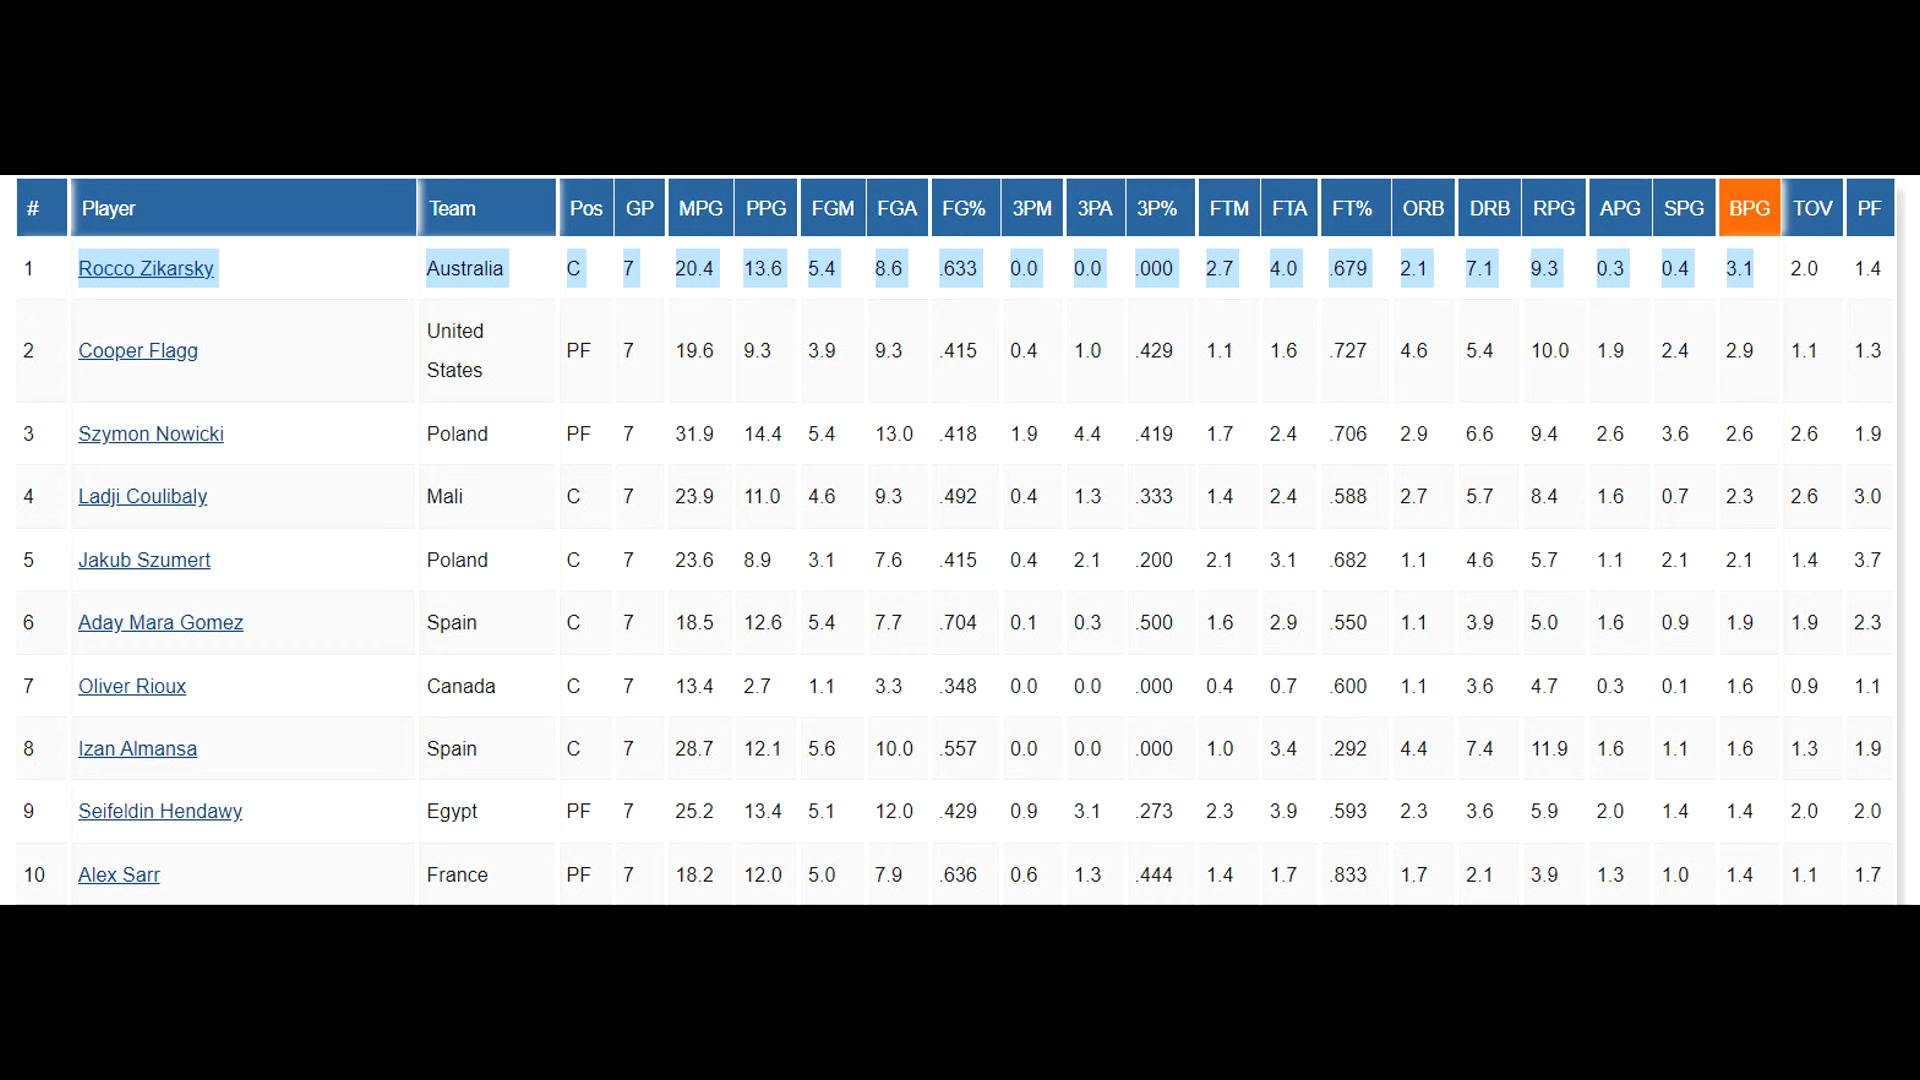 # Player Team Pos GP MPG PPG FGM FGA FG% 3PM 3PA 3P% FTM FTA FT% ORB DRB RPG APG SPG BPG TOV PF
1 Rocco Zikarsky Australia C 7 20.4 13.6 5.4 8.6 .633 0.0 0.0 .000 2.7 4.0 .679 2.1 7.1 9.3 0.3 0.4 3.1 2.0 1.4
2 Cooper Flagg United States PF 7 19.6 9.3 3.9 9.3 .415 0.4 1.0 .429 1.1 1.6 .727 4.6 5.4 10.0 1.9 2.4 2.9 1.1 1.3
3 Szymon Nowicki Poland PF 7 31.9 14.4 5.4 13.0 .418 1.9 4.4 .419 1.7 2.4 .706 2.9 6.6 9.4 2.6 3.6 2.6 2.6 1.9
4 Ladji Coulibaly Mali C 7 23.9 11.0 4.6 9.3 .492 0.4 1.3 .333 1.4 2.4 .588 2.7 5.7 8.4 1.6 0.7 2.3 2.6 3.0
5 Jakub Szumert Poland C 7 23.6 8.9 3.1 7.6 .415 0.4 2.1 .200 2.1 3.1 .682 1.1 4.6 5.7 1.1 2.1 2.1 1.4 3.7
6 Aday Mara Gomez Spain C 7 18.5 12.6 5.4 7.7 .704 0.1 0.3 .500 1.6 2.9 .550 1.1 3.9 5.0 1.6 0.9 1.9 1.9 2.3
7 Oliver Rioux Canada C 7 13.4 2.7 1.1 3.3 .348 0.0 0.0 .000 0.4 0.7 .600 1.1 3.6 4.7 0.3 0.1 1.6 0.9 1.1
8 Izan Almansa Spain C 7 28.7 12.1 5.6 10.0 .557 0.0 0.0 .000 1.0 3.4 .292 4.4 7.4 11.9 1.6 1.1 1.6 1.3 1.9
9 Seifeldin Hendawy Egypt PF 7 25.2 13.4 5.1 12.0 .429 0.9 3.1 .273 2.3 3.9 .593 2.3 3.6 5.9 2.0 1.4 1.4 2.0 2.0
10 Alex Sarr France PF 7 18.2 12.0 5.0 7.9 .636 0.6 1.3 .444 1.4 1.7 .833 1.7 2.1 3.9 1.3 1.0 1.4 1.1 1.7